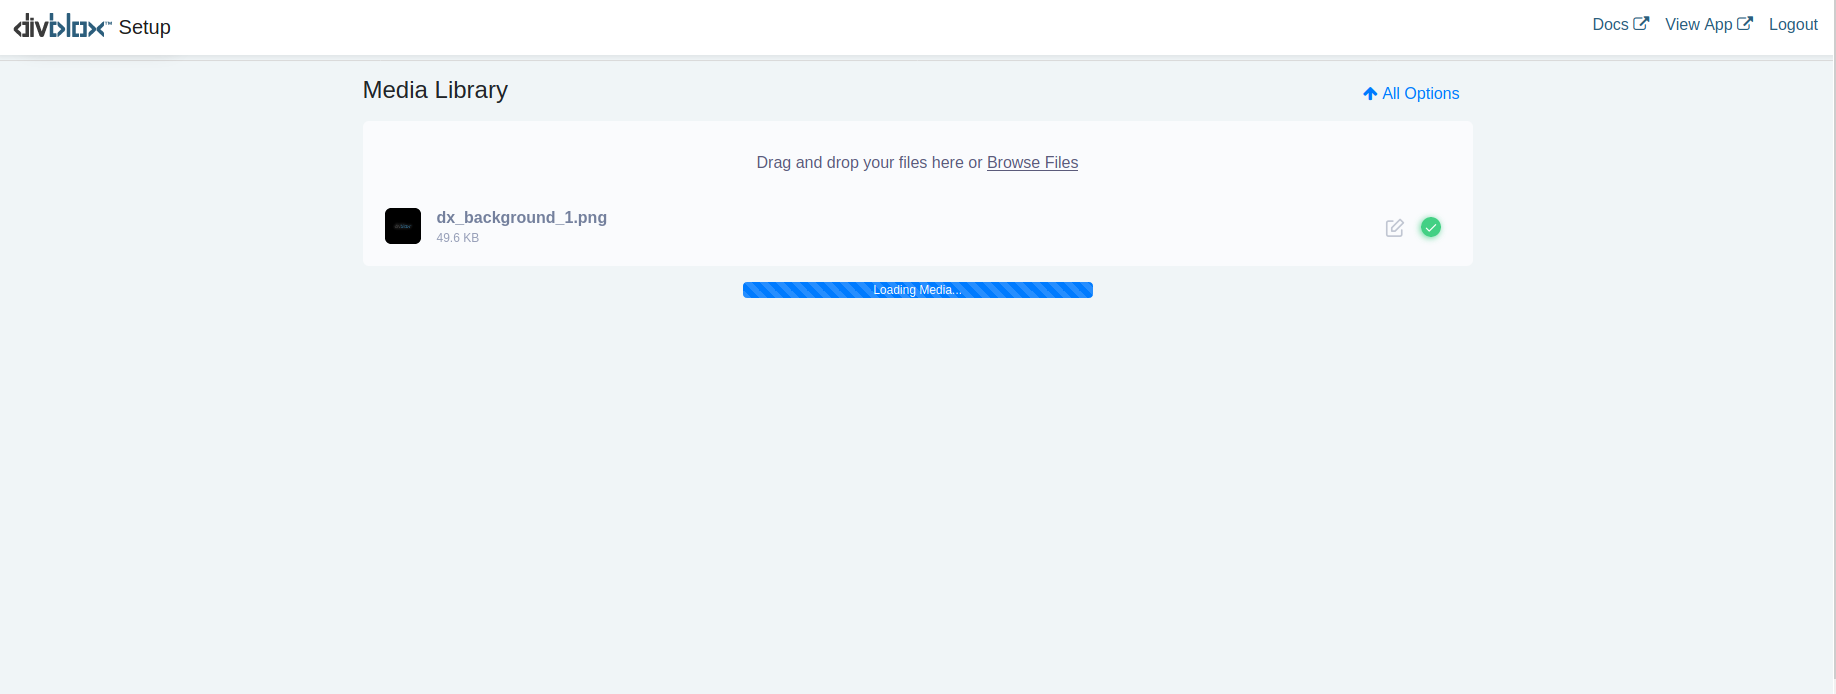 divblox™ Setup
Docs
View App
Logout
Media Library
All Options
Drag and drop your files here or Browse Files
dx_background_1.png
49.6 KB
Loading Media...